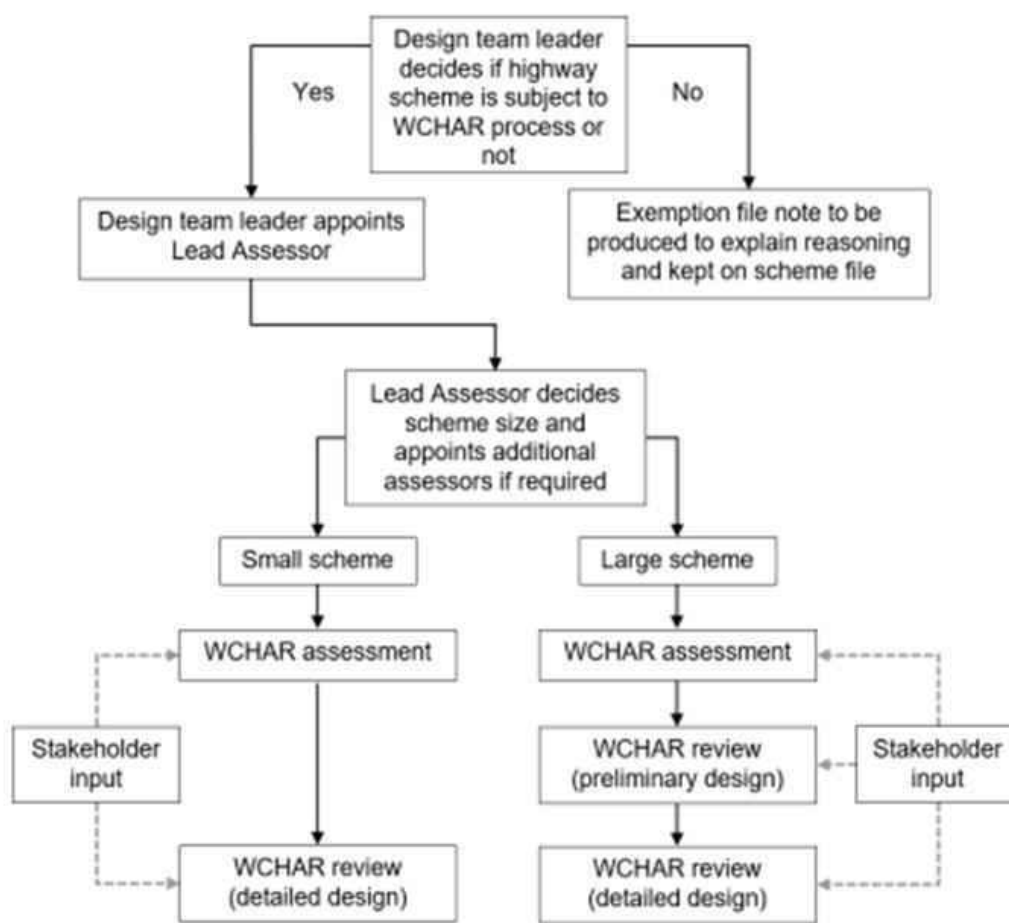 Design team leader
decides if highway
scheme is subject to
WCHAR process or
not
Yes
No
Design team leader appoints
Lead Assessor
Exemption file note to be
produced to explain reasoning
and kept on scheme file
Lead Assessor decides
scheme size and
appoints additional
assessors if required
Small scheme
Large scheme
WCHAR assessment
WCHAR assessment
Stakeholder
input
WCHAR review
(preliminary design)
Stakeholder
input
WCHAR review
(detailed design)
WCHAR review
(detailed design)